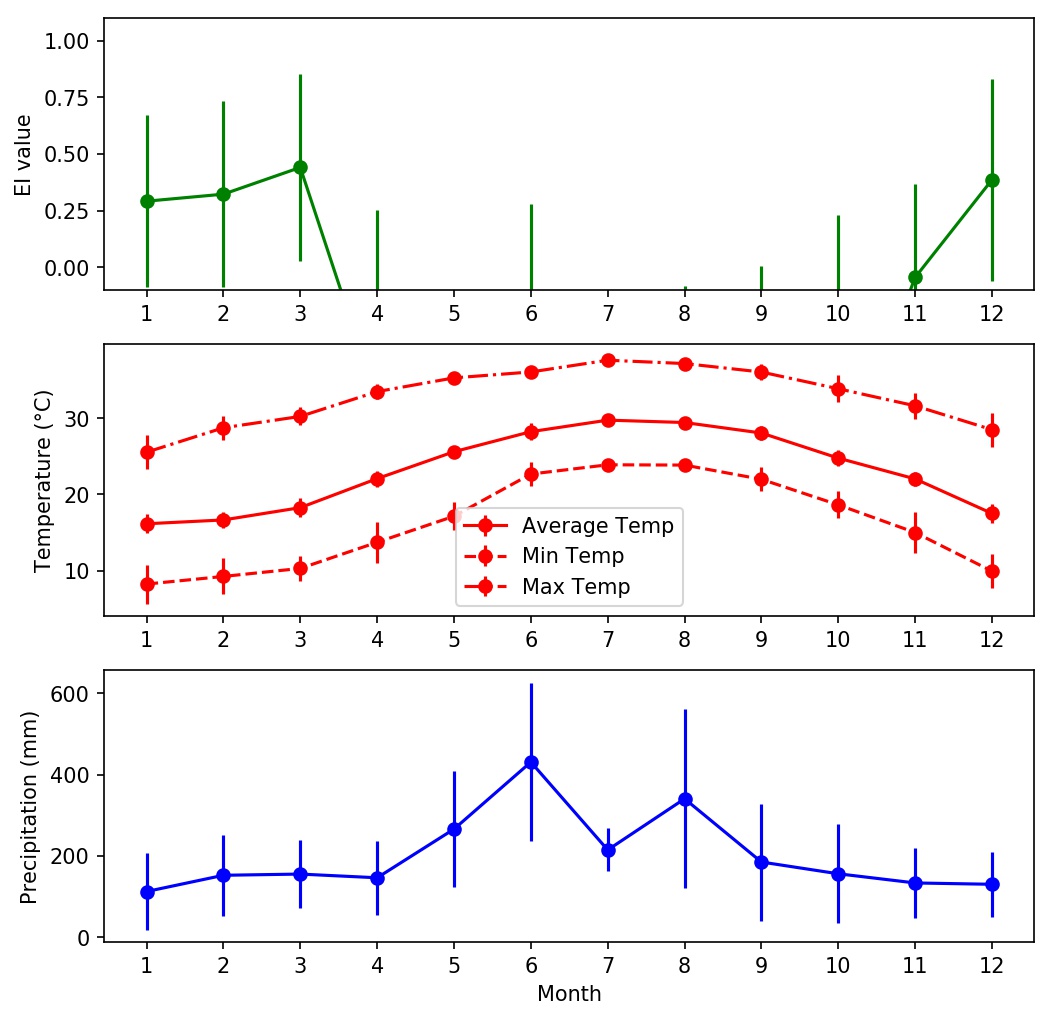 EI value
1.00
0.75
0.50
0.25
0.00
1 2 3 4 5 6 7 8 9 10 11 12
Temperature (°C)
30
20
10
Average Temp
Min Temp
Max Temp
1 2 3 4 5 6 7 8 9 10 11 12
Precipitation (mm)
600
400
200
0
1 2 3 4 5 6 7 8 9 10 11 12
Month